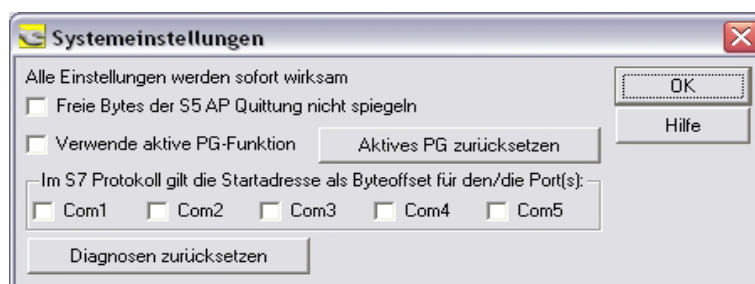 Systemeinstellungen
Alle Einstellungen werden sofort wirksam
OK
Freie Bytes der S5 AP Quittung nicht spiegeln
Hilfe
Verwende aktive PG-Funktion
Aktives PG zurücksetzen
Im S7 Protokoll gilt die Startadresse als Byteoffset für den/die Port(s):
Com1 Com2 Com3 Com4 Com5
Diagnosen zurücksetzen